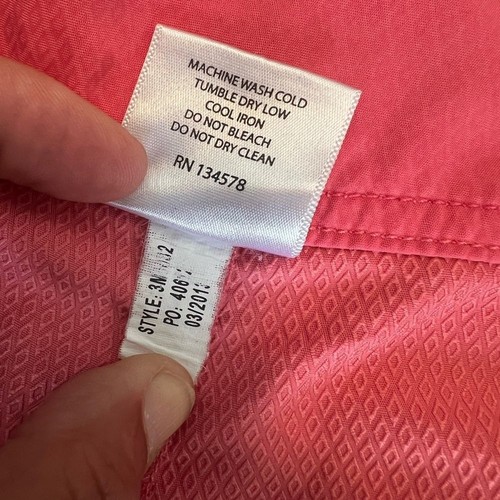 MACHINE WASH COLD
TUMBLE DRY LOW
COOL IRON
DO NOT BLEACH
DO NOT DRY CLEAN
RN 134578
STYLE:
PO: